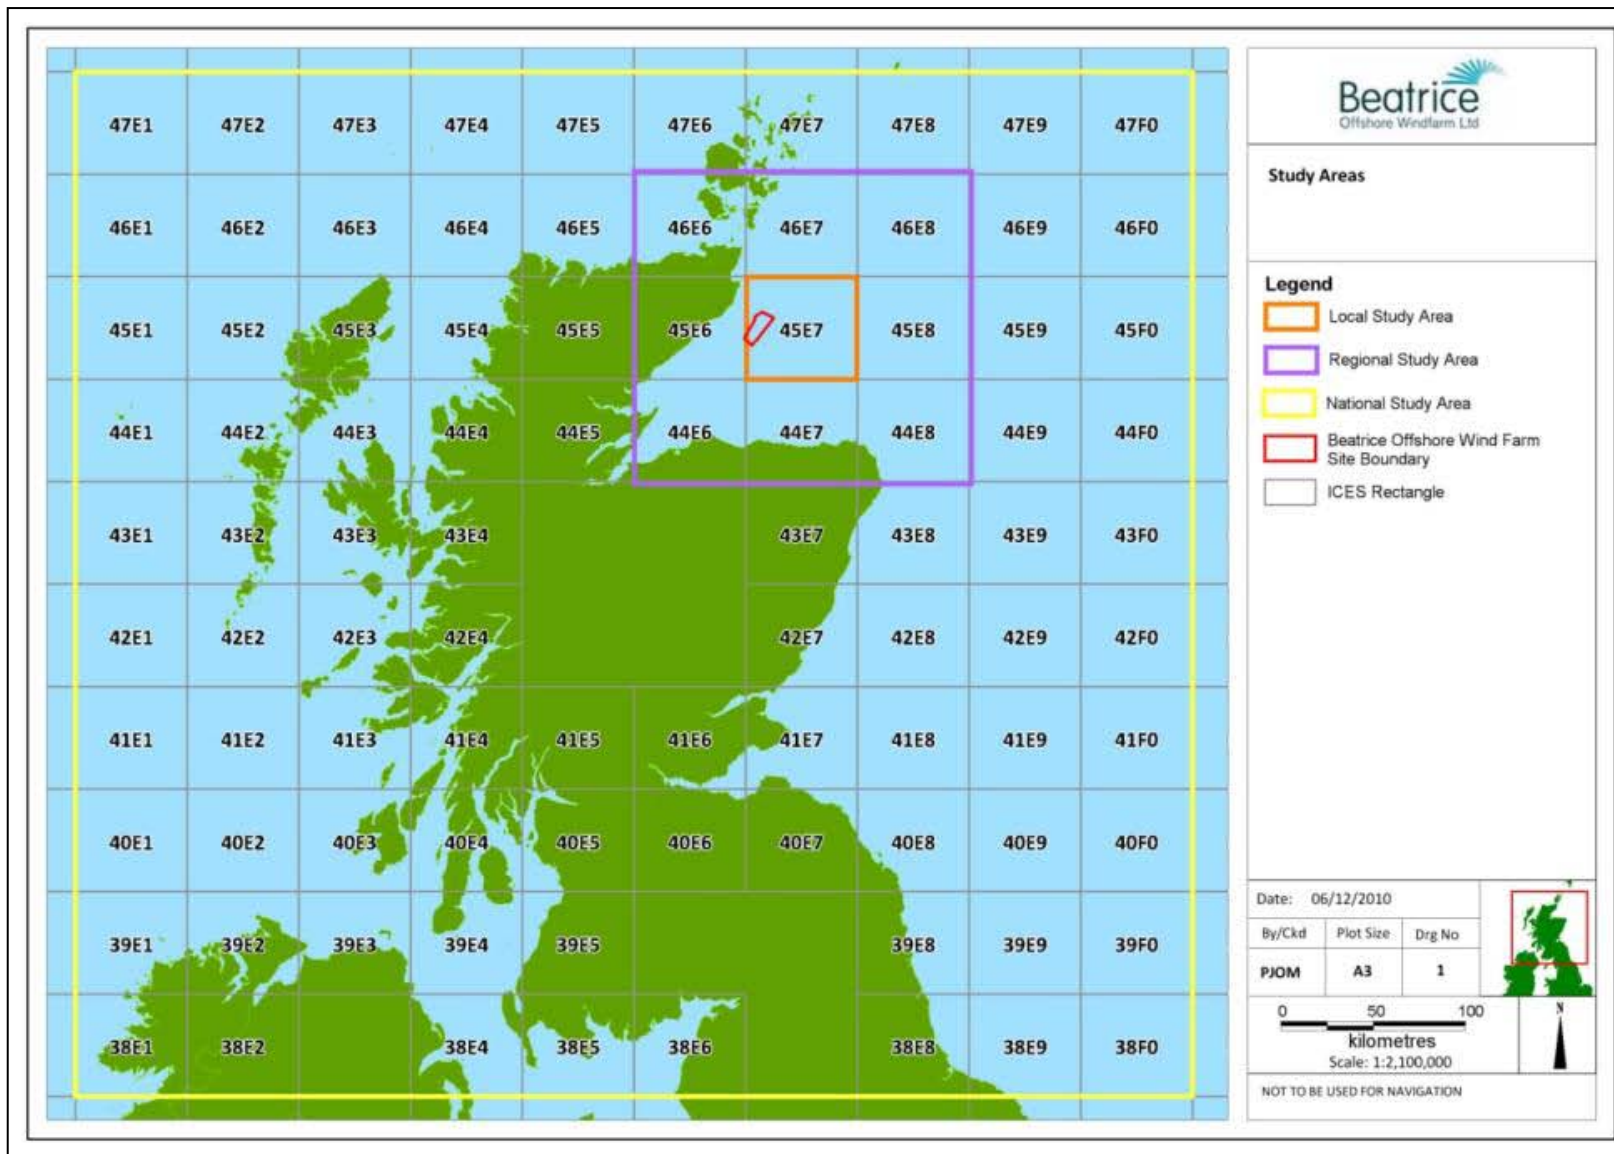 47E1 47E2 47E3 47E4 47E5 47E6 47E7 47E8 47E9 47F0
46E1 46E2 46E3 46E4 46E5 46E6 46E7 46E8 46E9 46F0
45E1 45E2 45E3 45E4 45E5 45E6 45E7 45E8 45E9 45F0
44E1 44E2 44E3 44E4 44E5 44E6 44E7 44E8 44E9 44F0
43E1 43E2 43E3 43E4 43E7 43E8 43E9 43F0
42E1 42E2 42E3 42E4 42E7 42E8 42E9 42F0
41E1 41E2 41E3 41E4 41E5 41E6 41E7 41E8 41E9 41F0
40E1 40E2 40E3 40E4 40E5 40E6 40E7 40E8 40E9 40F0
39E1 39E2 39E3 39E4 39E5 39E8 39E9 39F0
38E1 38E2 38E4 38E5 38E6 38E8 38E9 38F0
Beatrice
Offshore Windfarm Ltd
Study Areas
Legend
Local Study Area
Regional Study Area
National Study Area
Beatrice Offshore Wind Farm
Site Boundary
ICES Rectangle
Date: 06/12/2010
By/Ckd Plot Size Drg No
PJOM A3 1
0 50 100
kilometres
Scale: 1:2,100,000
N
NOT TO BE USED FOR NAVIGATION